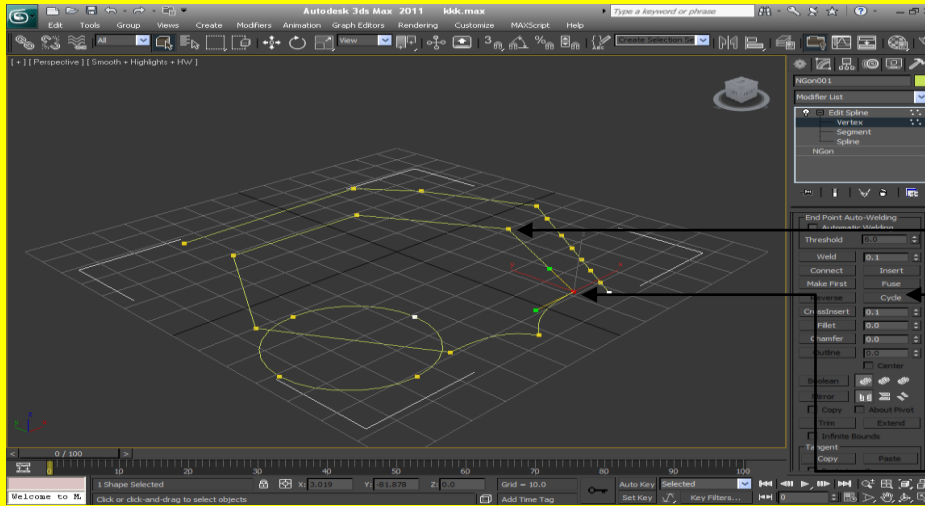 Autodesk 3ds Max 2011 kkk.max
Type a keyword or phrase
Edit Tools Group Views Create Modifiers Animation Graph Editors Rendering Customize MAXScript Help
All View Create Selection Se
[ + ] [ Perspective ] [ Smooth + Highlights + HW ]
NGon001
Modifier List
Edit Spline
Vertex
Segment
Spline
NGon
End Point Auto-Welding
Automatic Welding
Threshold 6.0
Weld 0.1
Connect Insert
Make First Fuse
Reverse Cycle
CrossInsert 0.1
Fillet 0.0
Chamfer 0.0
Outline 0.0
Center
Boolean
Mirror
Copy About Pivot
Trim Extend
Infinite Bounds
Tangent
Copy Paste
< 0 / 100 >
0 10 20 30 40 50 60 70 80 90 100
1 Shape Selected X: 3.019 Y: -81.878 Z: 0.0 Grid = 10.0 Auto Key Selected
Welcome to M Click or click-and-drag to select objects Add Time Tag Set Key Key Filters... 0